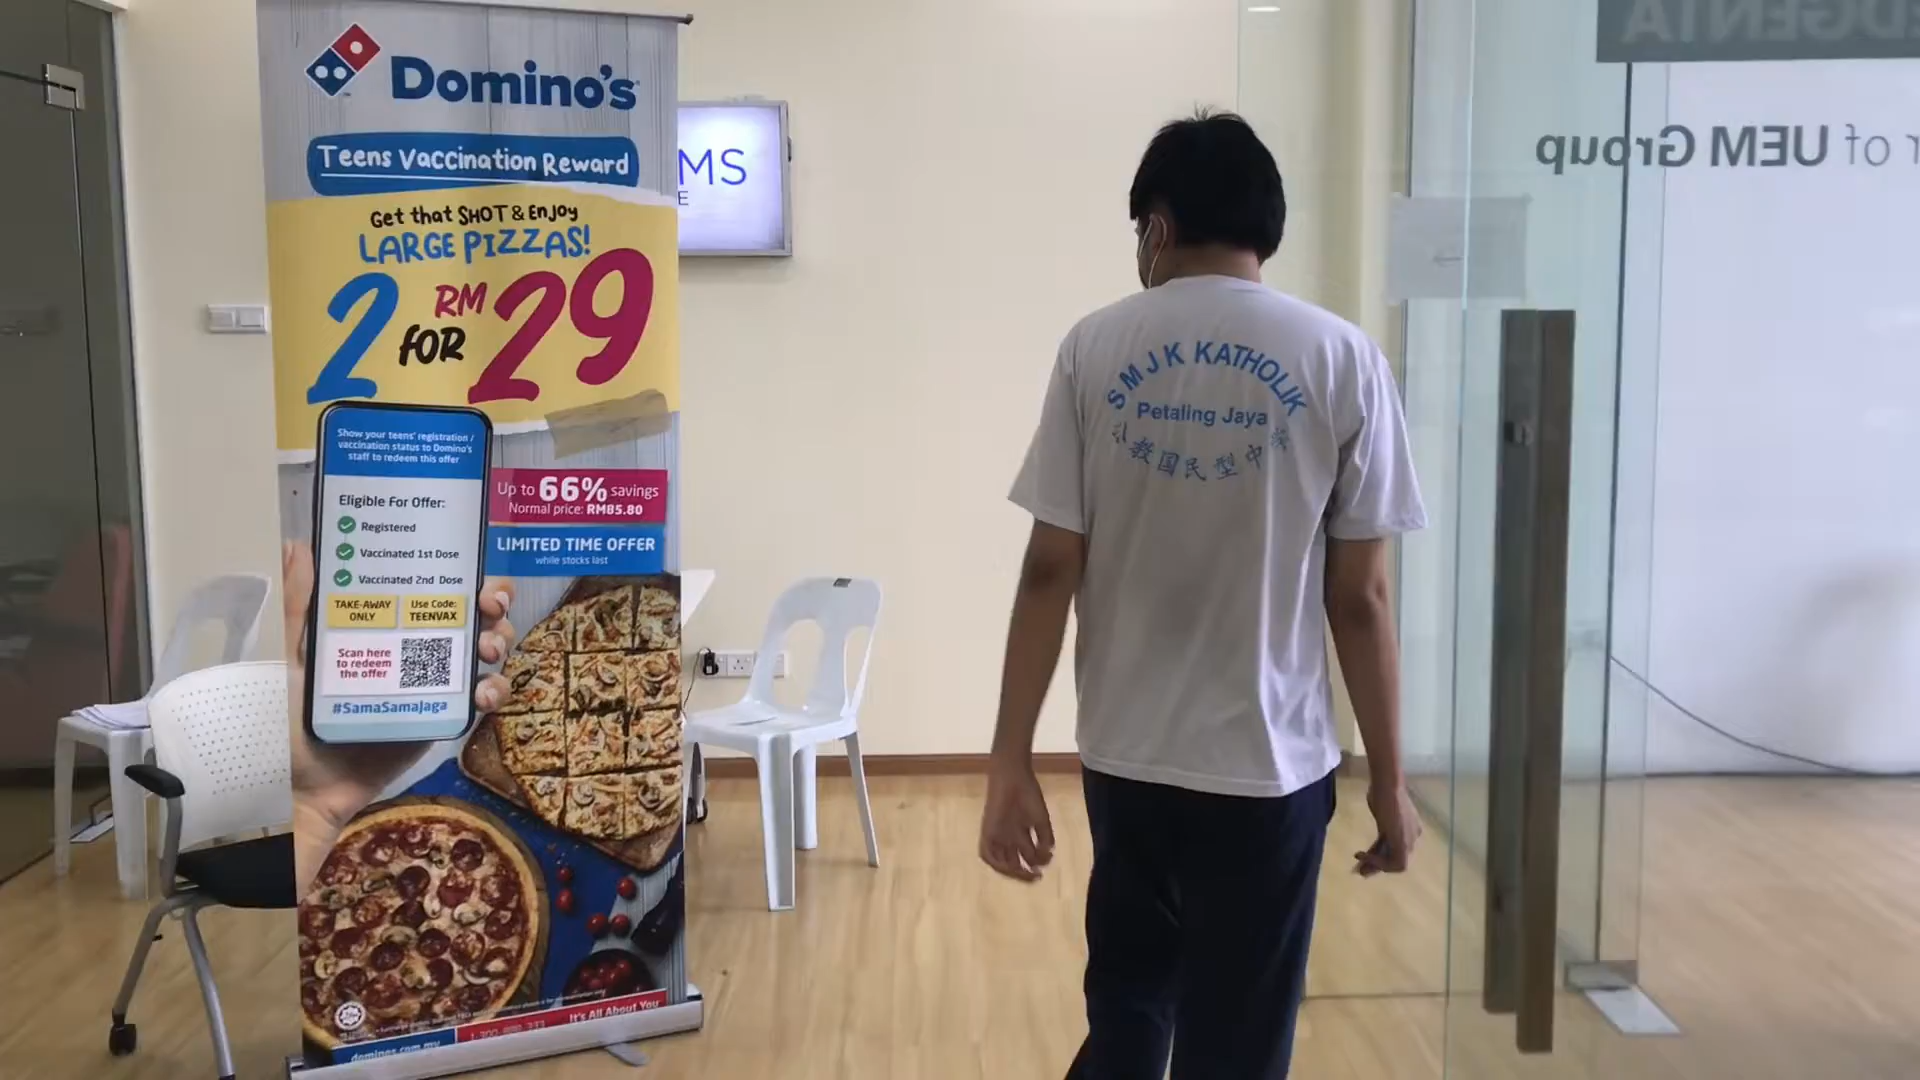 Domino's
Teens Vaccination Reward
Get that SHOT & Enjoy
LARGE PIZZAS!
2 FOR RM29
Show your teens' registration /
vaccination status to Domino's
staff to redeem this offer
Eligible For Offer:
Registered
Vaccinated 1st Dose
Vaccinated 2nd Dose
TAKE-AWAY
ONLY
Use Code:
TEENVAX
Scan here
to redeem
the offer
#SamaSamaJaga
Up to 66% savings
Normal price: RM85.80
LIMITED TIME OFFER
while stocks last
It's All About You
dominos.com.my
MS
E
SMJK KATHOLIK
Petaling Jaya
教国民型中
EDGENTA
r of UEM Group